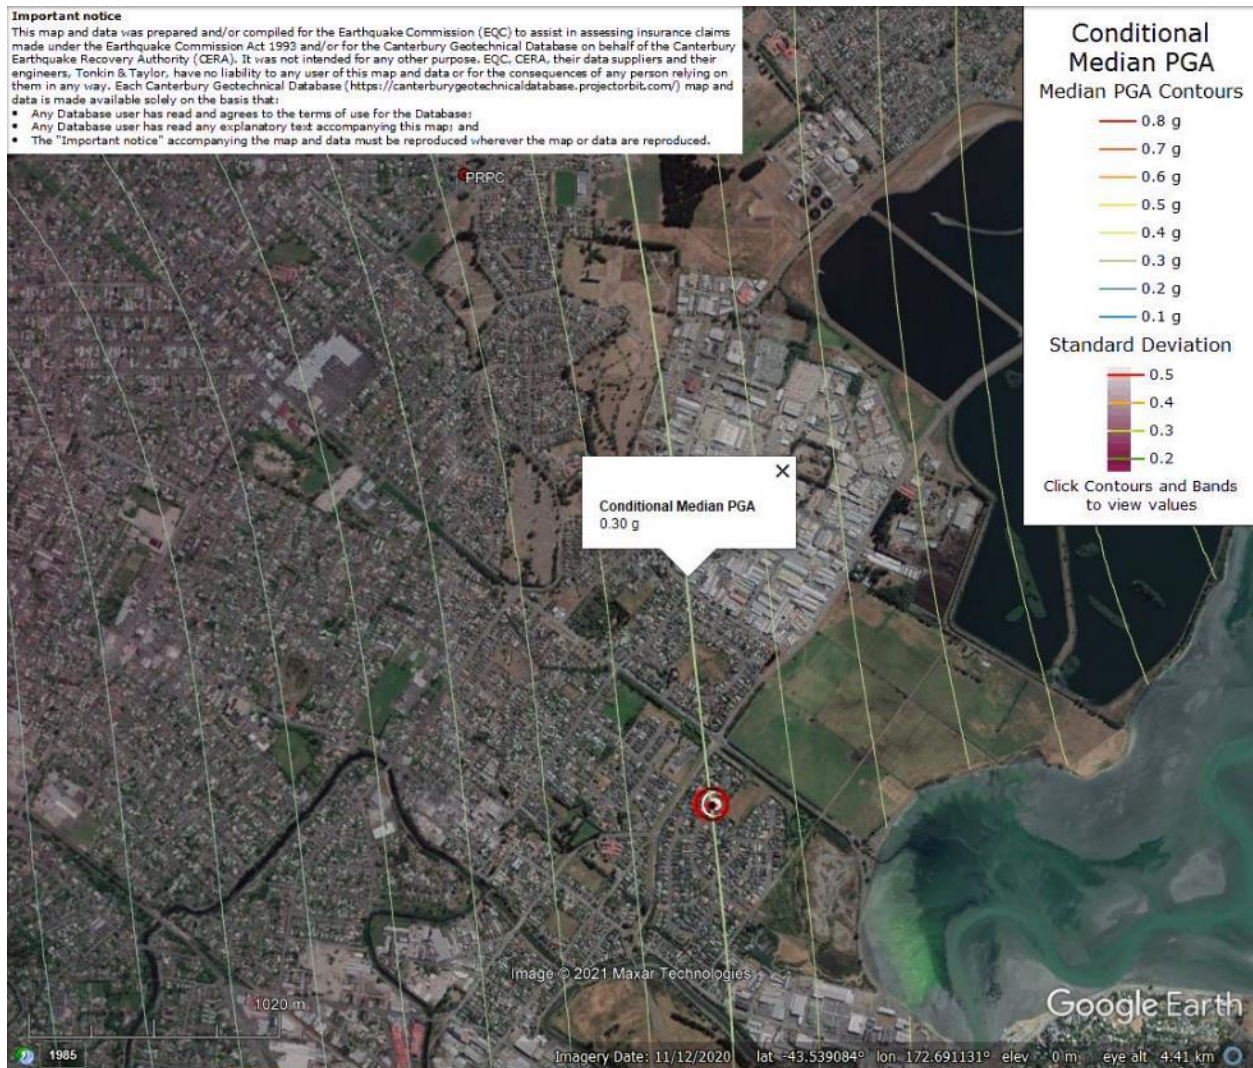 Important notice
This map and data was prepared and/or compiled for the Earthquake Commission (EQC) to assist in assessing insurance claims
made under the Earthquake Commission Act 1993 and/or for the Canterbury Geotechnical Database on behalf of the Canterbury
Earthquake Recovery Authority (CERA). It was not intended for any other purpose. EQC, CERA, their data suppliers and their
engineers, Tonkin & Taylor, have no liability to any user of this map and data or for the consequences of any person relying on
them in any way. Each Canterbury Geotechnical Database (https://canterburygeotechnicaldatabase.projectorbit.com/) map and
data is made available solely on the basis that:
• Any Database user has read and agrees to the terms of use for the Database;
• Any Database user has read any explanatory text accompanying this map; and
• The "Important notice" accompanying the map and data must be reproduced wherever the map or data are reproduced.
Conditional
Median PGA
Median PGA Contours
0.8 g
0.7 g
0.6 g
0.5 g
0.4 g
0.3 g
0.2 g
0.1 g
Standard Deviation
0.5
0.4
0.3
0.2
Click Contours and Bands
to view values
PRPC
Conditional Median PGA
0.30 g
Image © 2021 Maxar Technologies
1020 m
Google Earth
1985
Imagery Date: 11/12/2020 lat -43.539084° lon 172.691131° elev 0 m eye alt 4.41 km